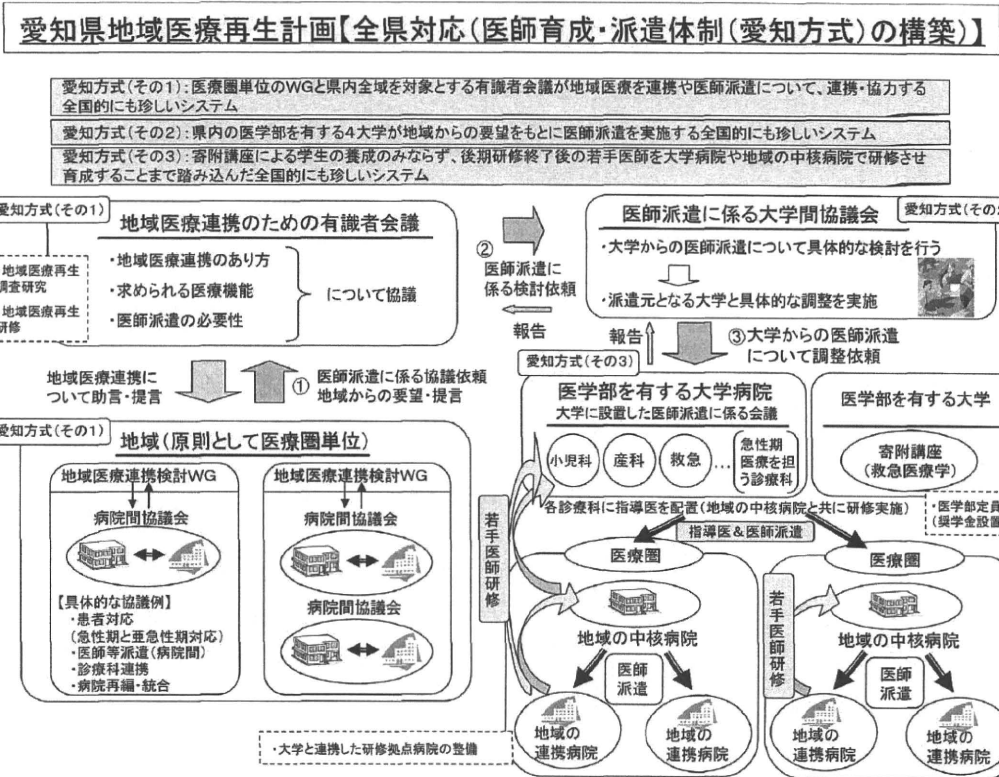 愛知県地域医療再生計画【全県対応(医師育成・派遣体制(愛知方式)の構築)】
愛知方式(その1):医療圏単位のWGと県内全域を対象とする有識者会議が地域医療を連携や医師派遣について、連携・協力する
全国的にも珍しいシステム
愛知方式(その2):県内の医学部を有する4大学が地域からの要望をもとに医師派遣を実施する全国的にも珍しいシステム
愛知方式(その3):寄附講座による学生の養成のみならず、後期研修終了後の若手医師を大学病院や地域の中核病院で研修させ
育成することまで踏み込んだ全国的にも珍しいシステム
愛知方式(その1)
地域医療連携のための有識者会議
・地域医療連携のあり方
・求められる医療機能
・医師派遣の必要性
について協議
地域医療再生
調査研究
地域医療再生
研修
②
医師派遣に
係る検討依頼
報告
医師派遣に係る大学間協議会
愛知方式(その
・大学からの医師派遣について具体的な検討を行う
・派遣元となる大学と具体的な調整を実施
報告
③大学からの医師派遣
について調整依頼
地域医療連携に
ついて助言・提言
①
医師派遣に係る協議依頼
地域からの要望・提言
愛知方式(その1)
地域(原則として医療圏単位)
地域医療連携検討WG
病院間協議会
【具体的な協議例】
・患者対応
(急性期と亜急性期対応)
・医師等派遣(病院間)
・診療科連携
・病院再編・統合
地域医療連携検討WG
病院間協議会
病院間協議会
愛知方式(その3)
医学部を有する大学病院
大学に設置した医師派遣に係る会議
小児科
産科
救急
…
急性期
医療を担
う診療科
医学部を有する大学
寄附講座
(救急医療学)
各診療科に指導医を配置(地域の中核病院と共に研修実施)
・医学部定員
(奨学金設置
指導医&医師派遣
若手医師研修
医療圏
地域の中核病院
医師
派遣
地域の
連携病院
地域の
連携病院
若手医師研修
医療圏
地域の中核病院
医師
派遣
地域の
連携病院
地域の
連携病院
・大学と連携した研修拠点病院の整備